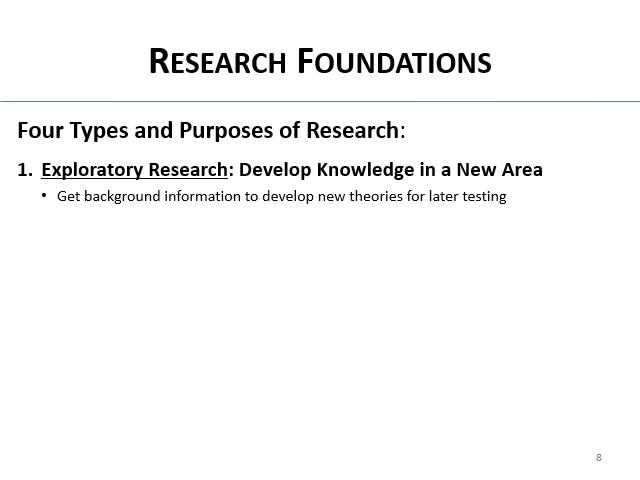 RESEARCH FOUNDATIONS
Four Types and Purposes of Research:
1. Exploratory Research: Develop Knowledge in a New Area
• Get background information to develop new theories for later testing
8